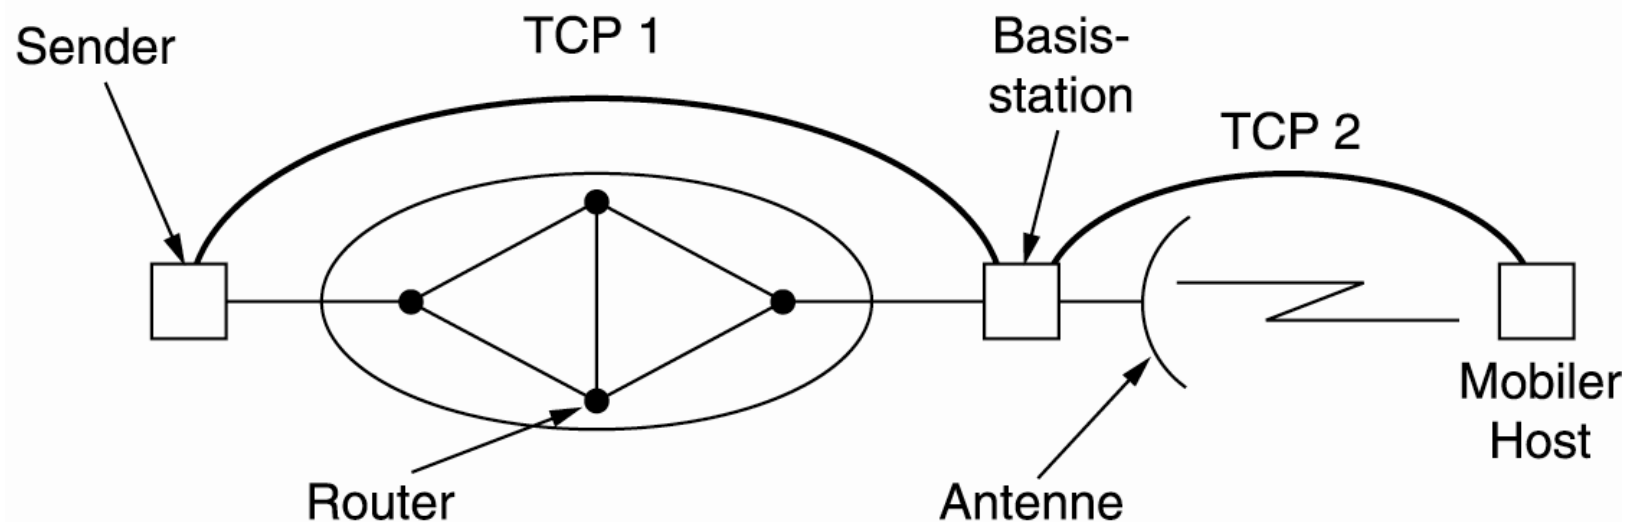 Sender
TCP 1
Basis-
station
TCP 2
Mobiler
Host
Router
Antenne